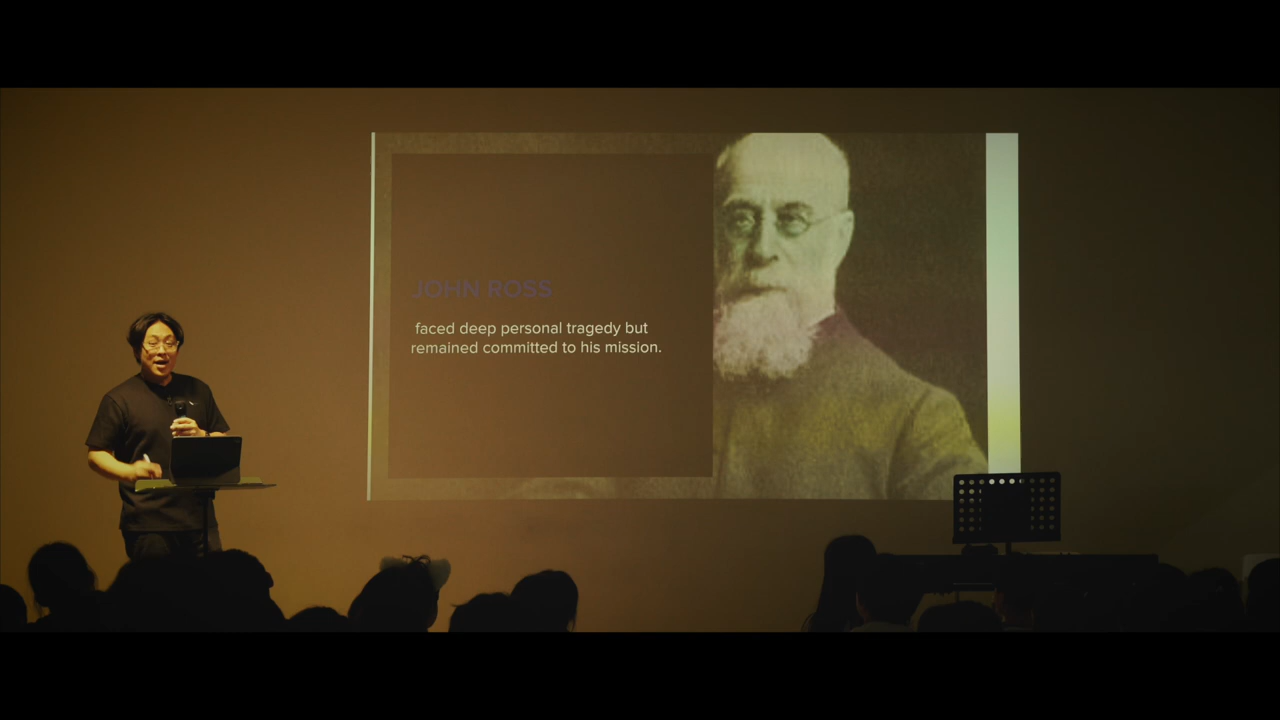 JOHN ROSS
faced deep personal tragedy but
remained committed to his mission.